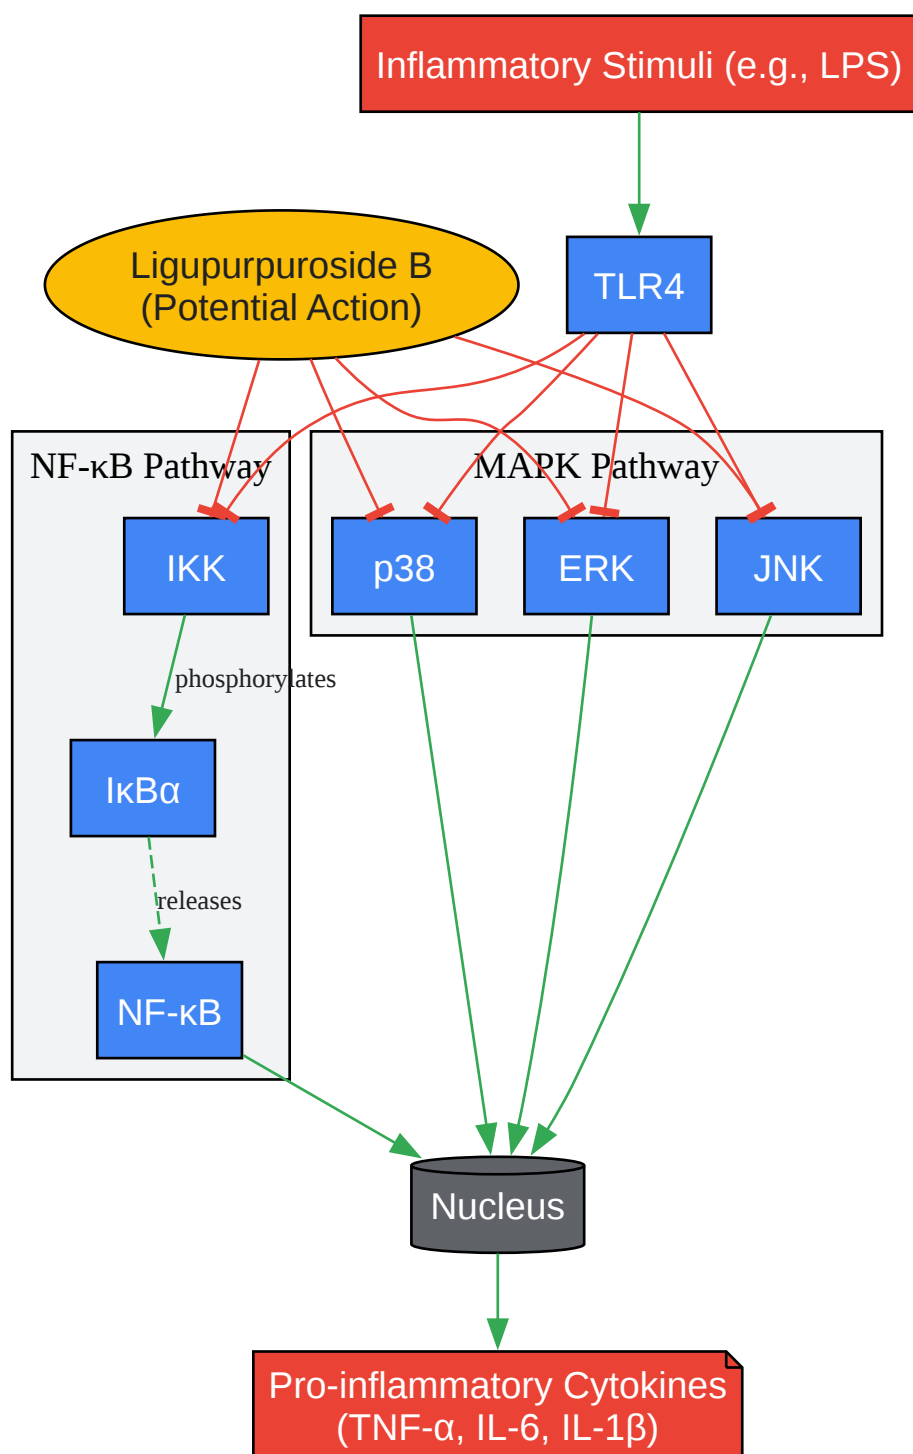 Inflammatory Stimuli (e.g., LPS)
Ligupurpuroside B
(Potential Action)
TLR4
NF-κB Pathway
MAPK Pathway
IKK
p38
ERK
JNK
phosphorylates
IκBα
releases
NF-κB
Nucleus
Pro-inflammatory Cytokines
(TNF-α, IL-6, IL-1β)